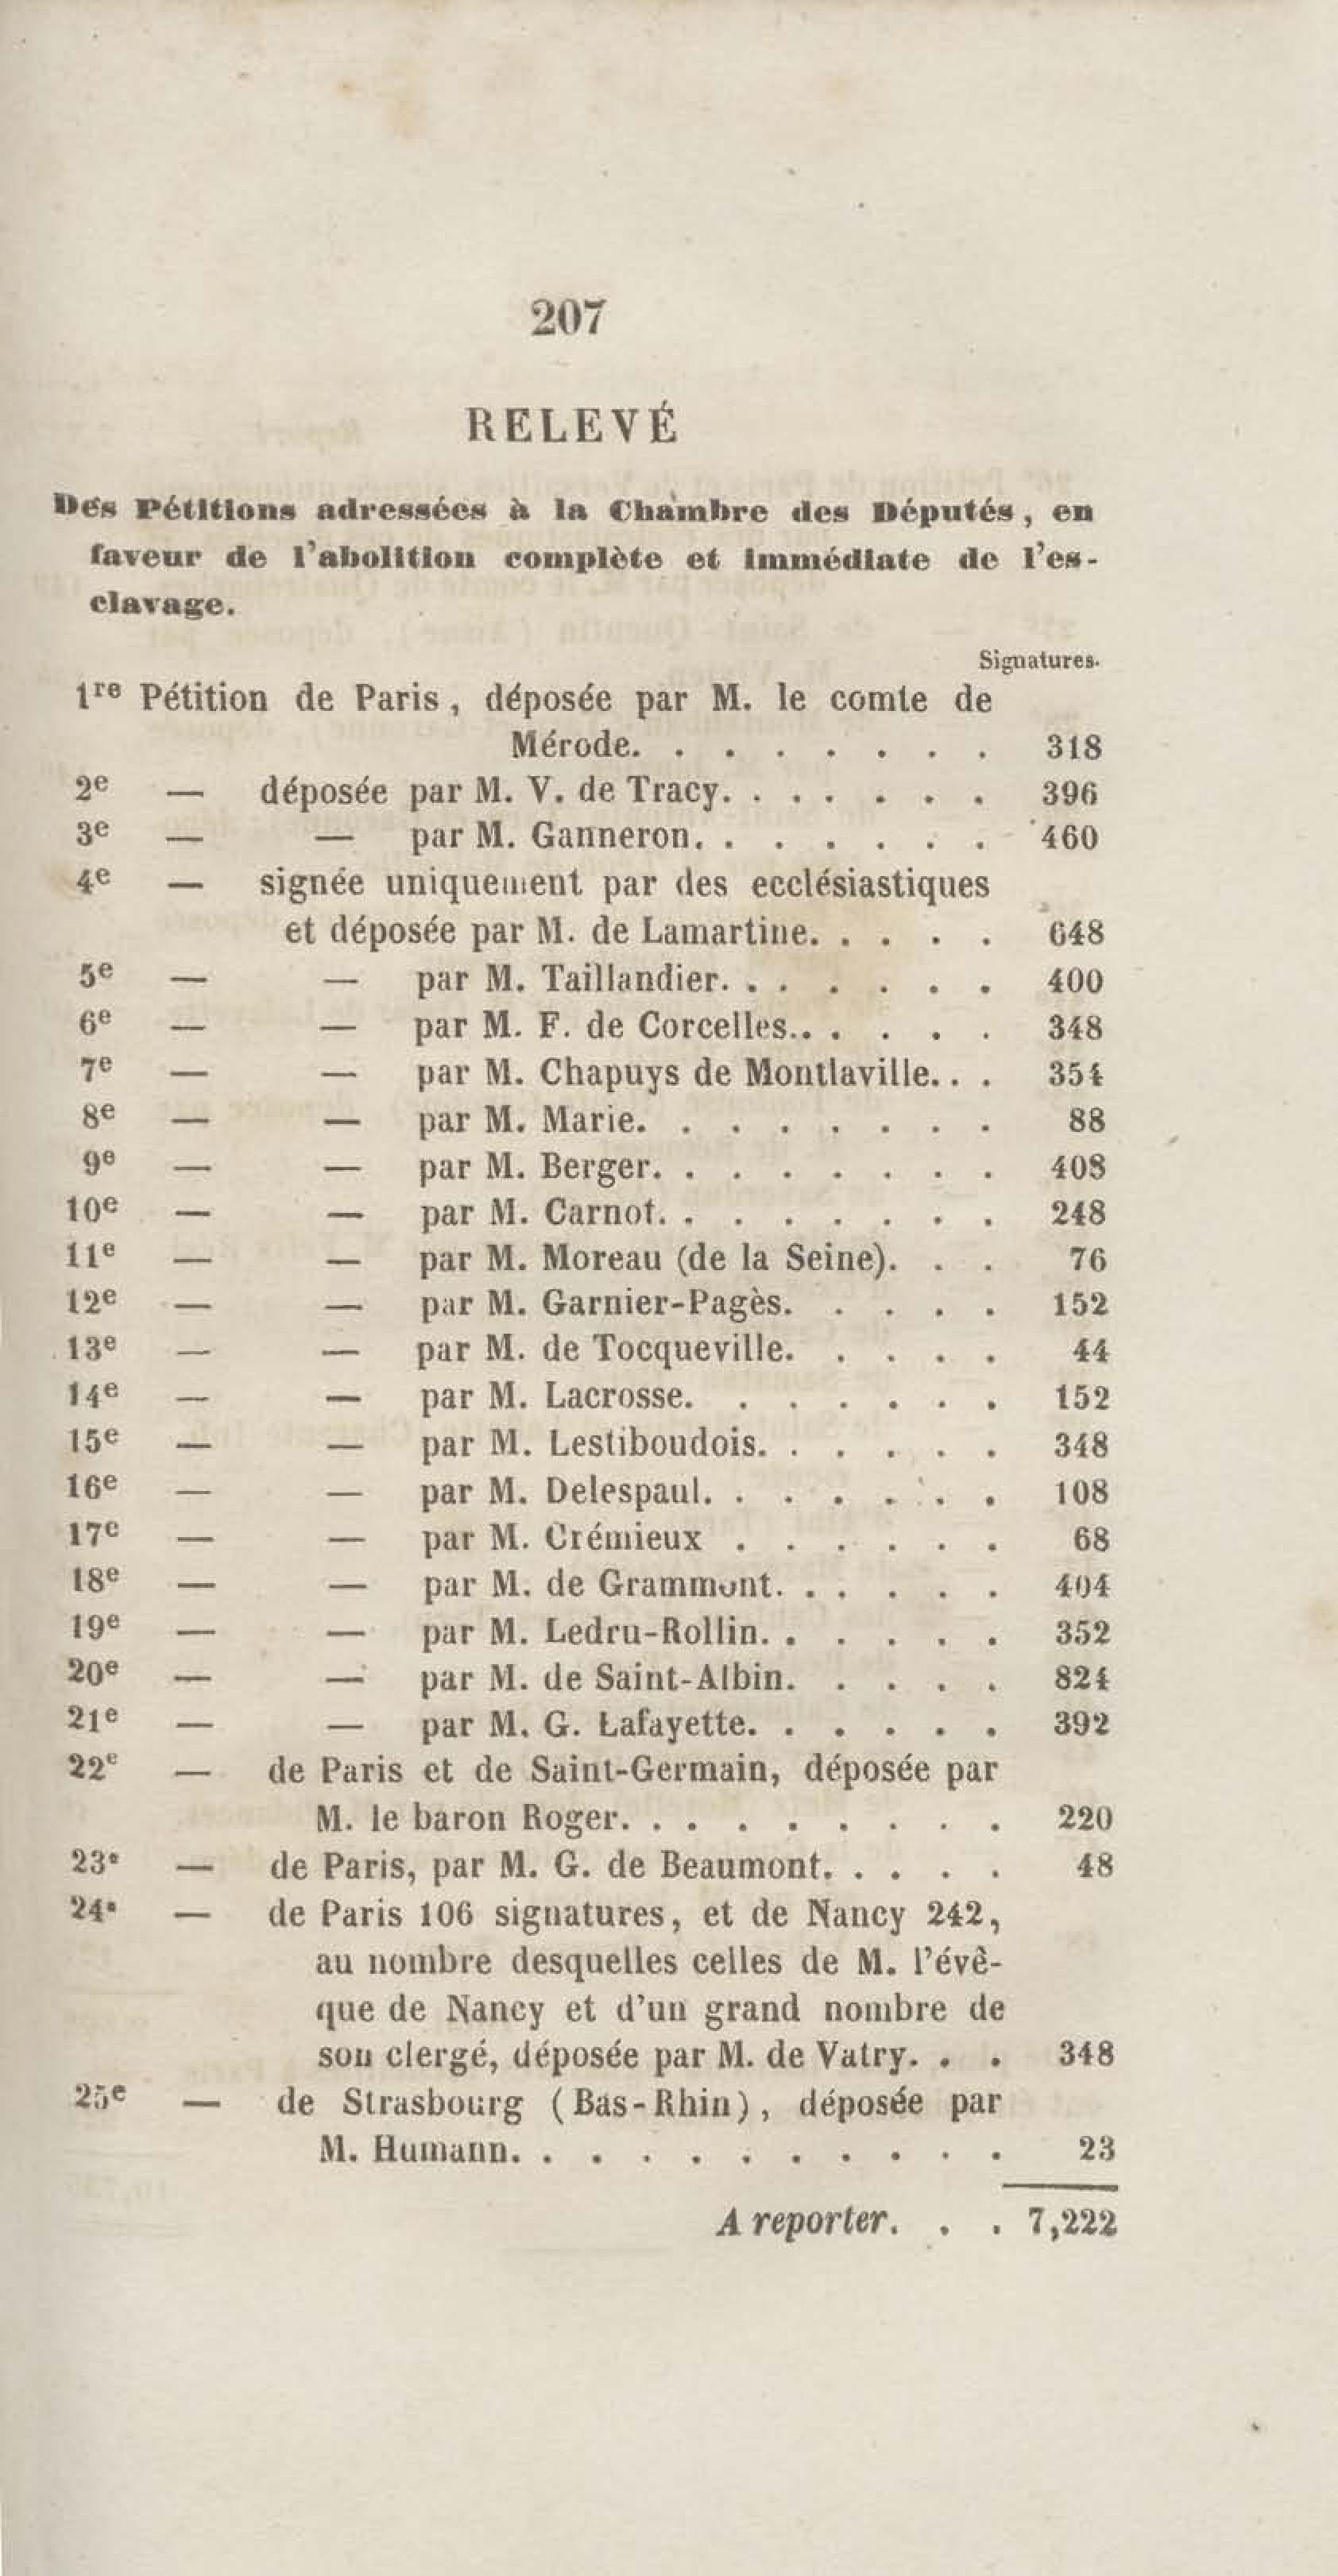 207
RELEVÉ
Des Pétitions adressées à la Chambre des Députés, en
faveur de l'abolition complète et immédiate de l'es-
clavage.
Signatures.
1re Pétition de Paris, déposée par M. le comte de
Mérode. . . . . . . . 318
2e — déposée par M. V. de Tracy. . . . . . . 396
3e — — par M. Ganneron. . . . . . . 460
4e — signée uniquement par des ecclésiastiques
et déposée par M. de Lamartine. . . . . 648
5e — — par M. Taillandier. . . . . . . 400
6e — — par M. F. de Corcelles. . . . . . 348
7e — — par M. Chapuys de Montlaville. . . 354
8e — — par M. Marie. . . . . . . . 88
9e — — par M. Berger. . . . . . . . 408
10e — — par M. Carnot. . . . . . . . 248
11e — — par M. Moreau (de la Seine). . . 76
12e — — par M. Garnier-Pagès. . . . . 152
13e — — par M. de Tocqueville. . . . . 44
14e — — par M. Lacrosse. . . . . . . 152
15e — — par M. Lestiboudois. . . . . . 348
16e — — par M. Delespaul. . . . . . . 108
17e — — par M. Crémieux . . . . . . 68
18e — — par M. de Grammont. . . . . . 404
19e — — par M. Ledru-Rollin. . . . . . 352
20e — — par M. de Saint-Albin. . . . . 824
21e — — par M. G. Lafayette. . . . . . 392
22e — de Paris et de Saint-Germain, déposée par
M. le baron Roger. . . . . . . . . 220
23e — de Paris, par M. G. de Beaumont. . . . . 48
24e — de Paris 106 signatures, et de Nancy 242,
au nombre desquelles celles de M. l'évê-
que de Nancy et d'un grand nombre de
son clergé, déposée par M. de Vatry. . . 348
25e — de Strasbourg (Bas-Rhin), déposée par
M. Humann. . . . . . . . . . . 23
A reporter. . . 7,222